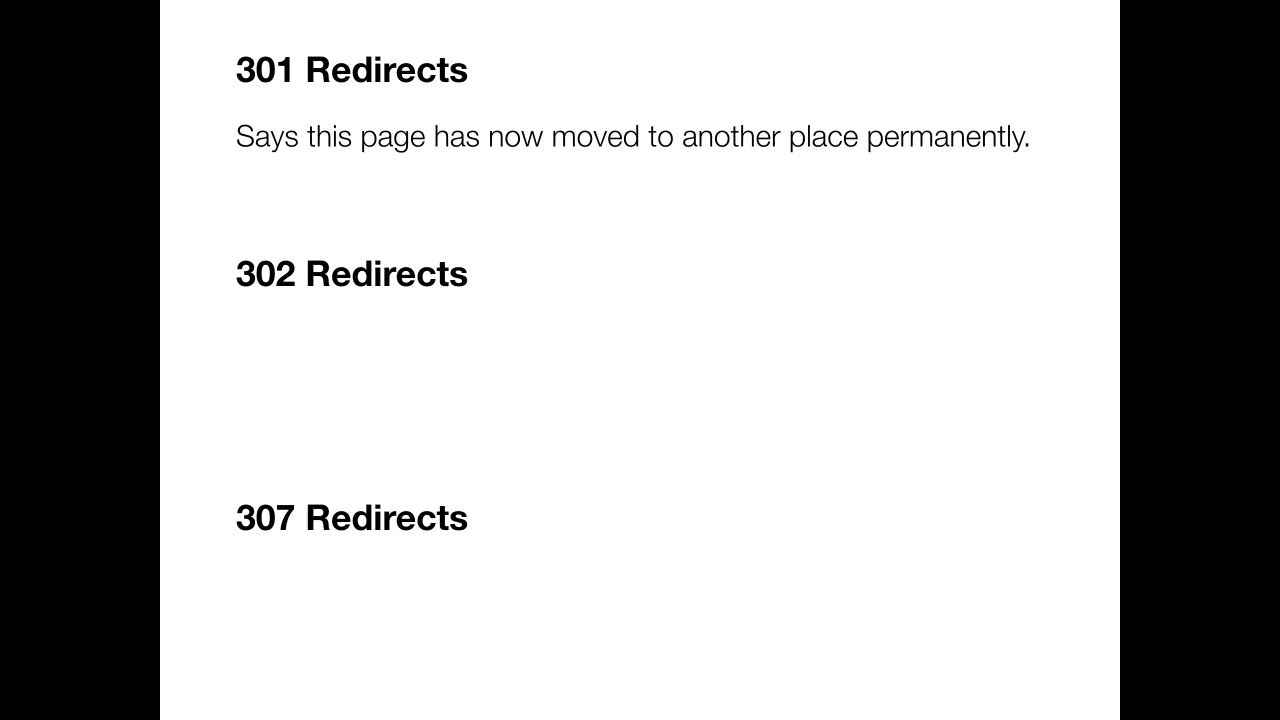 301 Redirects
Says this page has now moved to another place permanently.
302 Redirects
307 Redirects